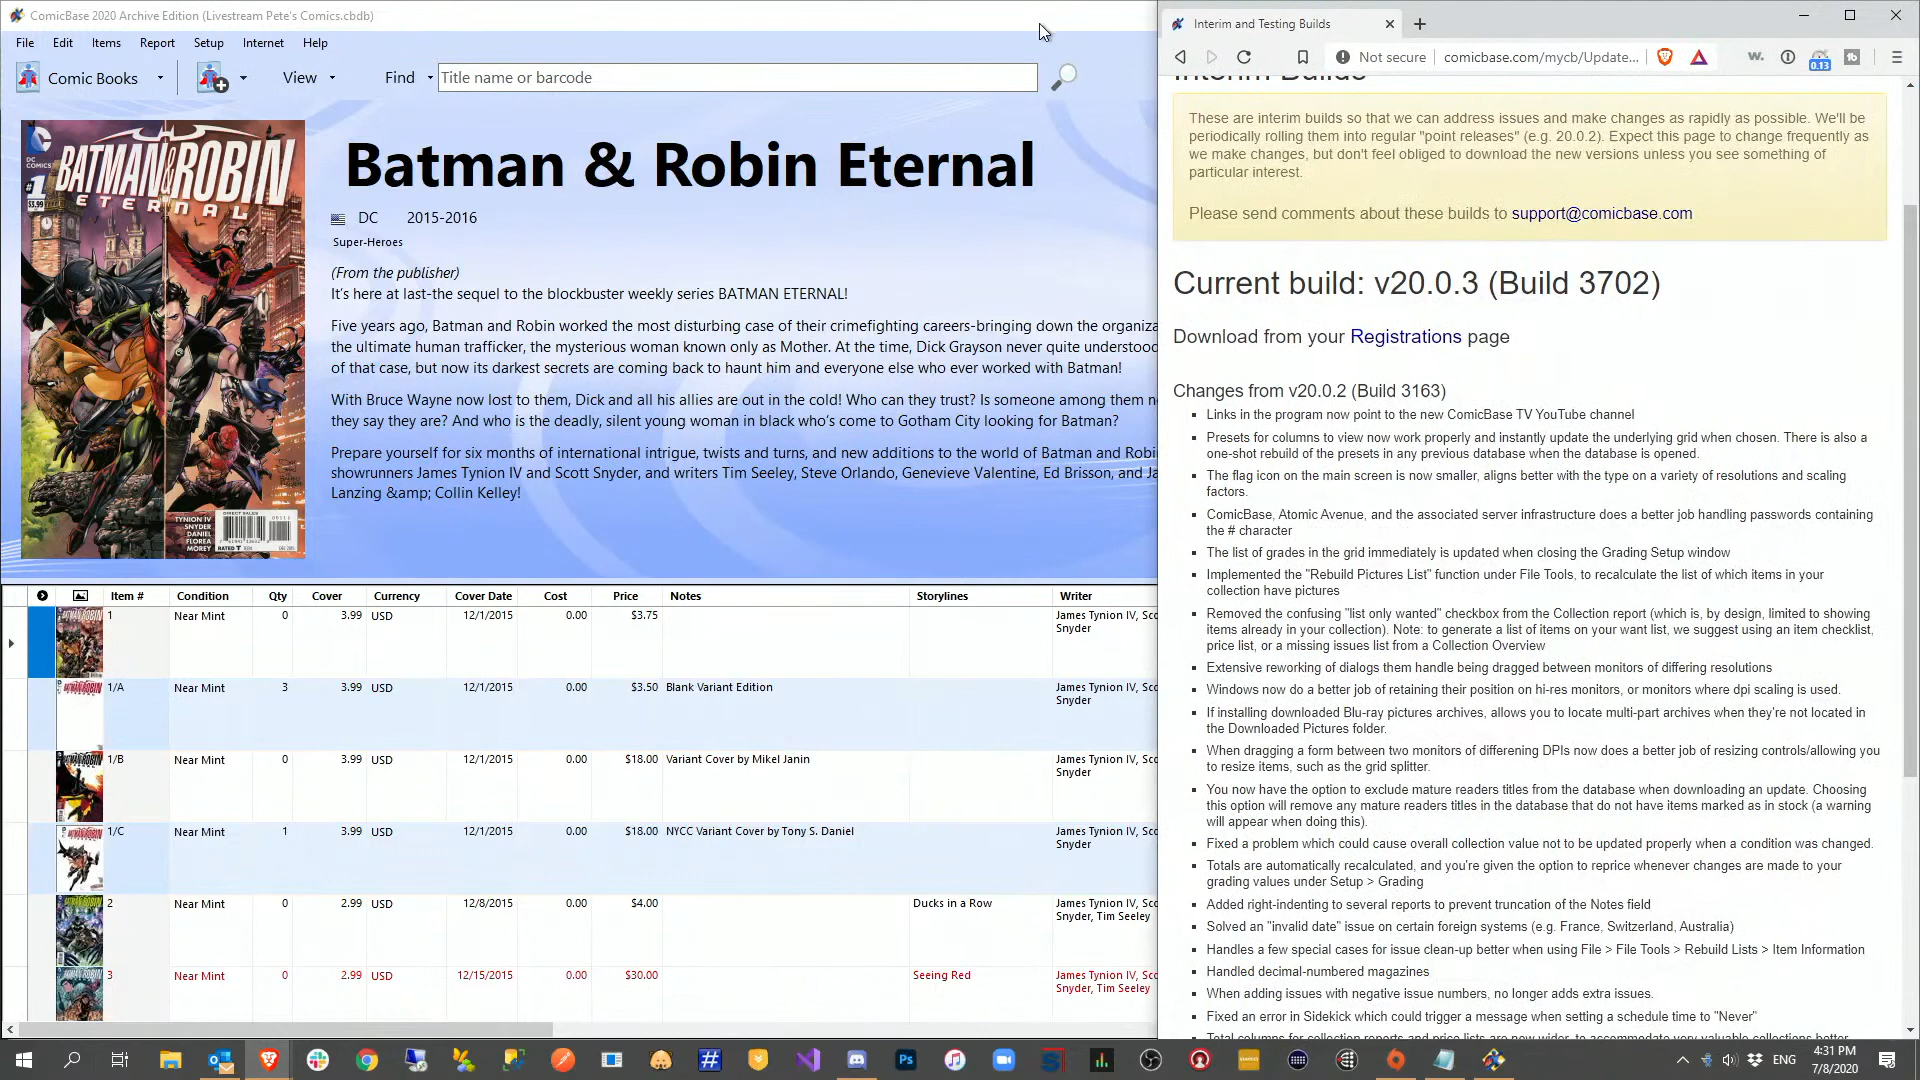 ComicBase 2020 Archive Edition (Livestream Pete's Comics.cbdb)
File Edit Items Report Setup Internet Help
Comic Books View Find Title name or barcode
DC COMICS
#1
$3.99
BATMAN & ROBIN
ETERNAL
TYNION IV
SNYDER
DANIEL
FLOREA
MOREY
DIRECT SALES
RATED T
Batman & Robin Eternal
DC 2015-2016
Super-Heroes
(From the publisher)
It's here at last-the sequel to the blockbuster weekly series BATMAN ETERNAL!
Five years ago, Batman and Robin worked the most disturbing case of their crimefighting careers-bringing down the organiza
the ultimate human trafficker, the mysterious woman known only as Mother. At the time, Dick Grayson never quite understood
of that case, but now its darkest secrets are coming back to haunt him and everyone else who ever worked with Batman!
With Bruce Wayne now lost to them, Dick and all his allies are out in the cold! Who can they trust? Is someone among them n
they say they are? And who is the deadly, silent young woman in black who's come to Gotham City looking for Batman?
Prepare yourself for six months of international intrigue, twists and turns, and new additions to the world of Batman and Robi
showrunners James Tynion IV and Scott Snyder, and writers Tim Seeley, Steve Orlando, Genevieve Valentine, Ed Brisson, and Ja
Lanzing &amp; Collin Kelley!
Item # Condition Qty Cover Currency Cover Date Cost Price Notes Storylines Writer
1 Near Mint 0 3.99 USD 12/1/2015 0.00 $3.75 James Tynion IV, Sco
Snyder
1/A Near Mint 3 3.99 USD 12/1/2015 0.00 $3.50 Blank Variant Edition James Tynion IV, Sco
Snyder
1/B Near Mint 0 3.99 USD 12/1/2015 0.00 $18.00 Variant Cover by Mikel Janin James Tynion IV, Sco
Snyder
1/C Near Mint 1 3.99 USD 12/1/2015 0.00 $18.00 NYCC Variant Cover by Tony S. Daniel James Tynion IV, Sco
Snyder
2 Near Mint 0 2.99 USD 12/8/2015 0.00 $4.00 Ducks in a Row James Tynion IV, Sco
Snyder, Tim Seeley
3 Near Mint 0 2.99 USD 12/15/2015 0.00 $30.00 Seeing Red James Tynion IV, Sco
Snyder, Tim Seeley
Interim and Testing Builds
Not secure comicbase.com/mycb/Update...
0.13
Interim Builds
These are interim builds so that we can address issues and make changes as rapidly as possible. We'll be
periodically rolling them into regular "point releases" (e.g. 20.0.2). Expect this page to change frequently as
we make changes, but don't feel obliged to download the new versions unless you see something of
particular interest.
Please send comments about these builds to support@comicbase.com
Current build: v20.0.3 (Build 3702)
Download from your Registrations page
Changes from v20.0.2 (Build 3163)
Links in the program now point to the new ComicBase TV YouTube channel
Presets for columns to view now work properly and instantly update the underlying grid when chosen. There is also a
one-shot rebuild of the presets in any previous database when the database is opened.
The flag icon on the main screen is now smaller, aligns better with the type on a variety of resolutions and scaling
factors.
ComicBase, Atomic Avenue, and the associated server infrastructure does a better job handling passwords containing
the # character
The list of grades in the grid immediately is updated when closing the Grading Setup window
Implemented the "Rebuild Pictures List" function under File Tools, to recalculate the list of which items in your
collection have pictures
Removed the confusing "list only wanted" checkbox from the Collection report (which is, by design, limited to showing
items already in your collection). Note: to generate a list of items on your want list, we suggest using an item checklist,
price list, or a missing issues list from a Collection Overview
Extensive reworking of dialogs them handle being dragged between monitors of differing resolutions
Windows now do a better job of retaining their position on hi-res monitors, or monitors where dpi scaling is used.
If installing downloaded Blu-ray pictures archives, allows you to locate multi-part archives when they're not located in
the Downloaded Pictures folder.
When dragging a form between two monitors of differening DPIs now does a better job of resizing controls/allowing you
to resize items, such as the grid splitter.
You now have the option to exclude mature readers titles from the database when downloading an update. Choosing
this option will remove any mature readers titles in the database that do not have items marked as in stock (a warning
will appear when doing this).
Fixed a problem which could cause overall collection value not to be updated properly when a condition was changed.
Totals are automatically recalculated, and you're given the option to reprice whenever changes are made to your
grading values under Setup > Grading
Added right-indenting to several reports to prevent truncation of the Notes field
Solved an "invalid date" issue on certain foreign systems (e.g. France, Switzerland, Australia)
Handles a few special cases for issue clean-up better when using File > File Tools > Rebuild Lists > Item Information
Handled decimal-numbered magazines
When adding issues with negative issue numbers, no longer adds extra issues.
Fixed an error in Sidekick which could trigger a message when setting a schedule time to "Never"
Total columns for collection reports and price lists are now wider, to accommodate very valuable collections better
ENG
4:31 PM
7/8/2020